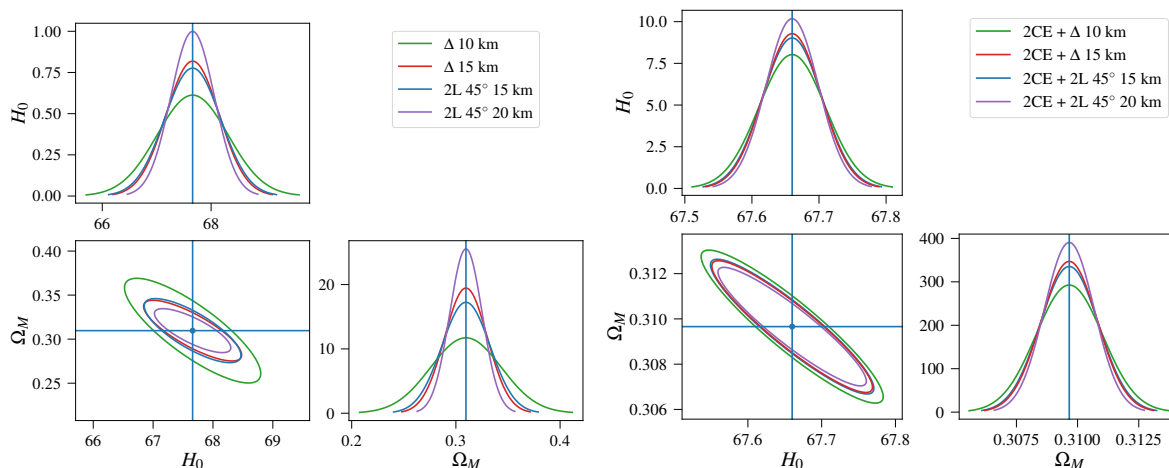 1.00
0.75
0.50
0.25
0.00
H₀
66 68
Δ 10 km
Δ 15 km
2L 45° 15 km
2L 45° 20 km
0.40
0.35
0.30
0.25
Ω_M
66 67 68 69
H₀
20
10
0
0.2 0.3 0.4
Ω_M
10.0
7.5
5.0
2.5
0.0
H₀
67.5 67.6 67.7 67.8
2CE + Δ 10 km
2CE + Δ 15 km
2CE + 2L 45° 15 km
2CE + 2L 45° 20 km
0.312
0.310
0.308
0.306
Ω_M
67.6 67.7 67.8
H₀
400
300
200
100
0
0.3075 0.3100 0.3125
Ω_M